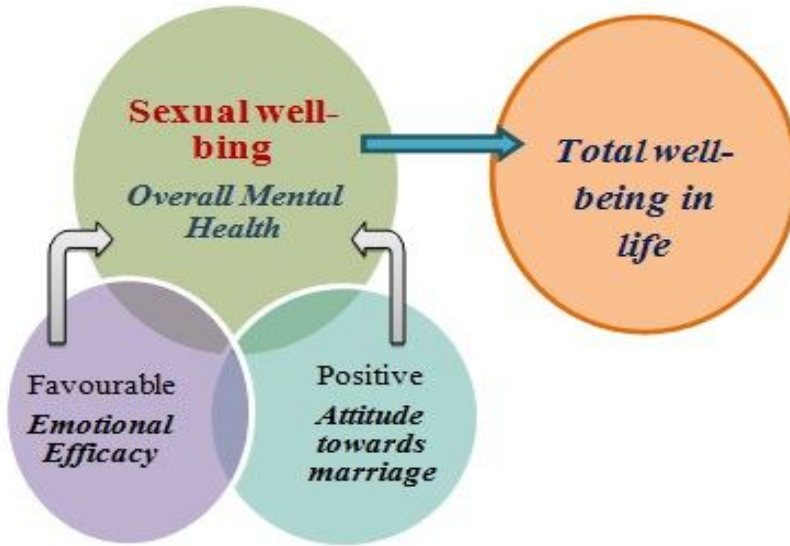 Sexual well-
bing
Overall Mental
Health
Total well-
being in
life
Favourable
Emotional
Efficacy
Positive
Attitude
towards
marriage